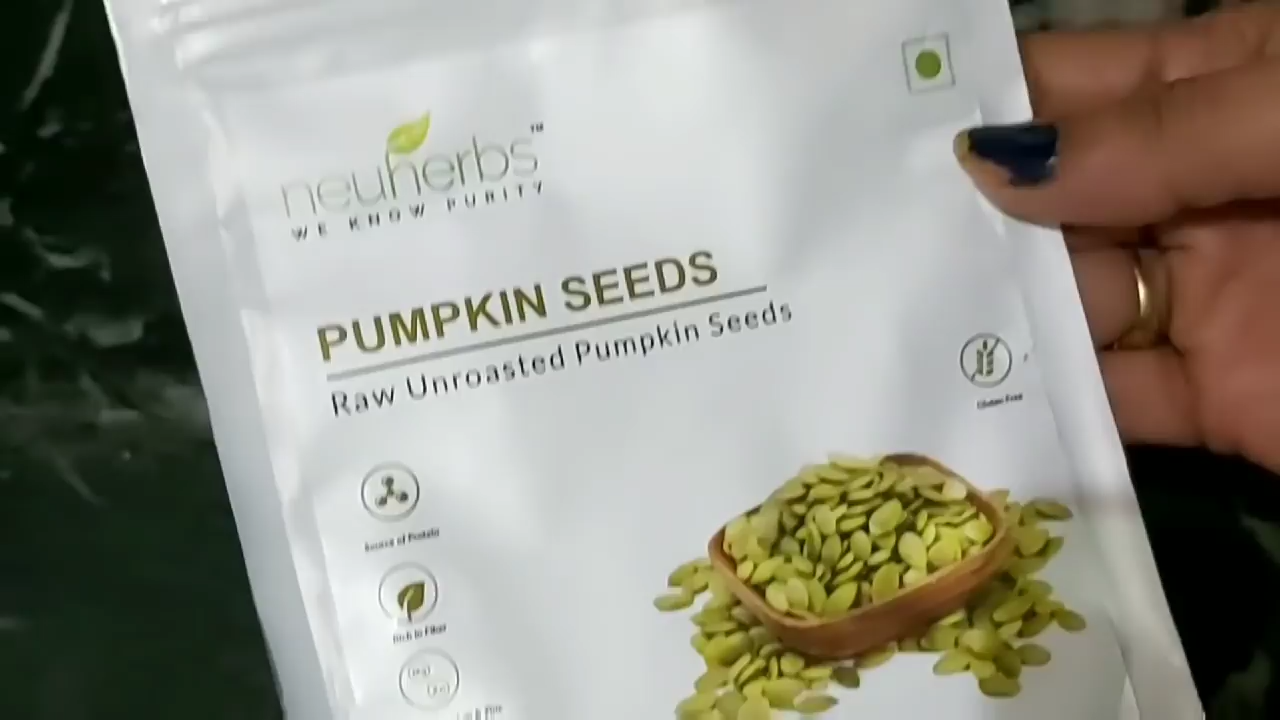 neuherbs™
WE KNOW PURITY
PUMPKIN SEEDS
Raw Unroasted Pumpkin Seeds
Gluten Free
Source of Protein
Rich in Fiber